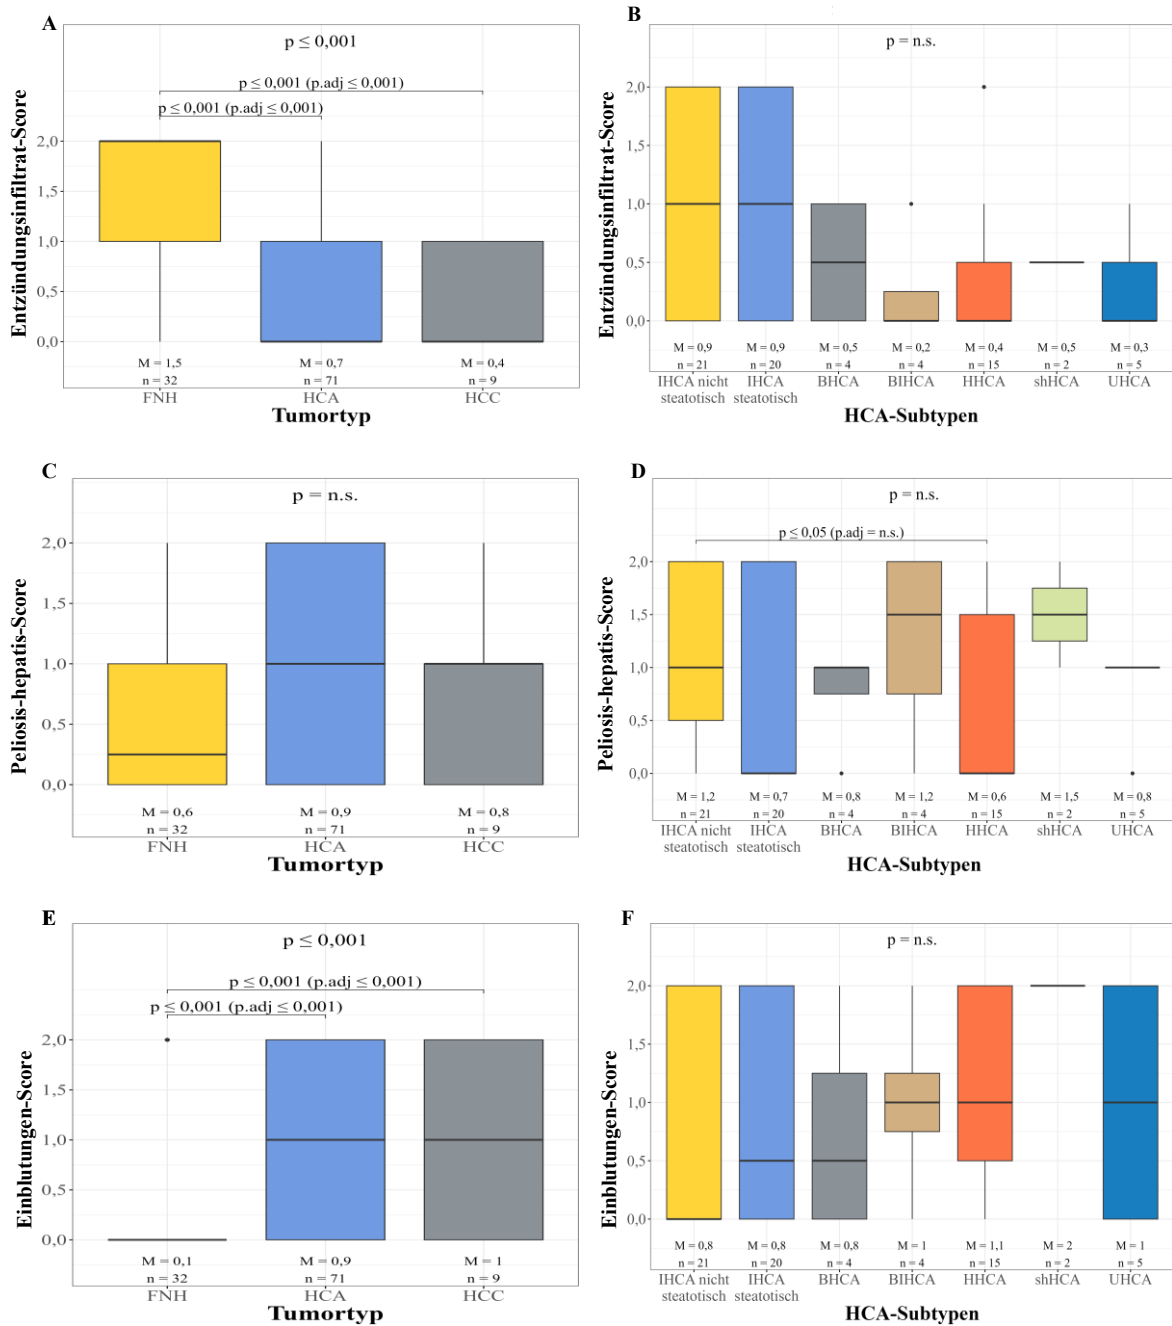 A
p ≤ 0,001
p ≤ 0,001 (p.adj ≤ 0,001)
p ≤ 0,001 (p.adj ≤ 0,001)
Entzündungsinfiltrat-Score
2,0
1,5
1,0
0,5
0,0
M = 1,5 M = 0,7 M = 0,4
n = 32 n = 71 n = 9
FNH HCA HCC
Tumortyp
B
p = n.s.
Entzündungsinfiltrat-Score
2,0
1,5
1,0
0,5
0,0
M = 0,9 M = 0,9 M = 0,5 M = 0,2 M = 0,4 M = 0,5 M = 0,3
n = 21 n = 20 n = 4 n = 4 n = 15 n = 2 n = 5
IHCA nicht IHCA BHCA BIHCA HHCA shHCA UHCA
steatotisch steatotisch
HCA-Subtypen
C
p = n.s.
Peliosis-hepatis-Score
2,0
1,5
1,0
0,5
0,0
M = 0,6 M = 0,9 M = 0,8
n = 32 n = 71 n = 9
FNH HCA HCC
Tumortyp
D
p = n.s.
p ≤ 0,05 (p.adj = n.s.)
Peliosis-hepatis-Score
2,0
1,5
1,0
0,5
0,0
M = 1,2 M = 0,7 M = 0,8 M = 1,2 M = 0,6 M = 1,5 M = 0,8
n = 21 n = 20 n = 4 n = 4 n = 15 n = 2 n = 5
IHCA nicht IHCA BHCA BIHCA HHCA shHCA UHCA
steatotisch steatotisch
HCA-Subtypen
E
p ≤ 0,001
p ≤ 0,001 (p.adj ≤ 0,001)
p ≤ 0,001 (p.adj ≤ 0,001)
Einblutungen-Score
2,0
1,5
1,0
0,5
0,0
M = 0,1 M = 0,9 M = 1
n = 32 n = 71 n = 9
FNH HCA HCC
Tumortyp
F
p = n.s.
Einblutungen-Score
2,0
1,5
1,0
0,5
0,0
M = 0,8 M = 0,8 M = 0,8 M = 1 M = 1,1 M = 2 M = 1
n = 21 n = 20 n = 4 n = 4 n = 15 n = 2 n = 5
IHCA nicht IHCA BHCA BIHCA HHCA shHCA UHCA
steatotisch steatotisch
HCA-Subtypen